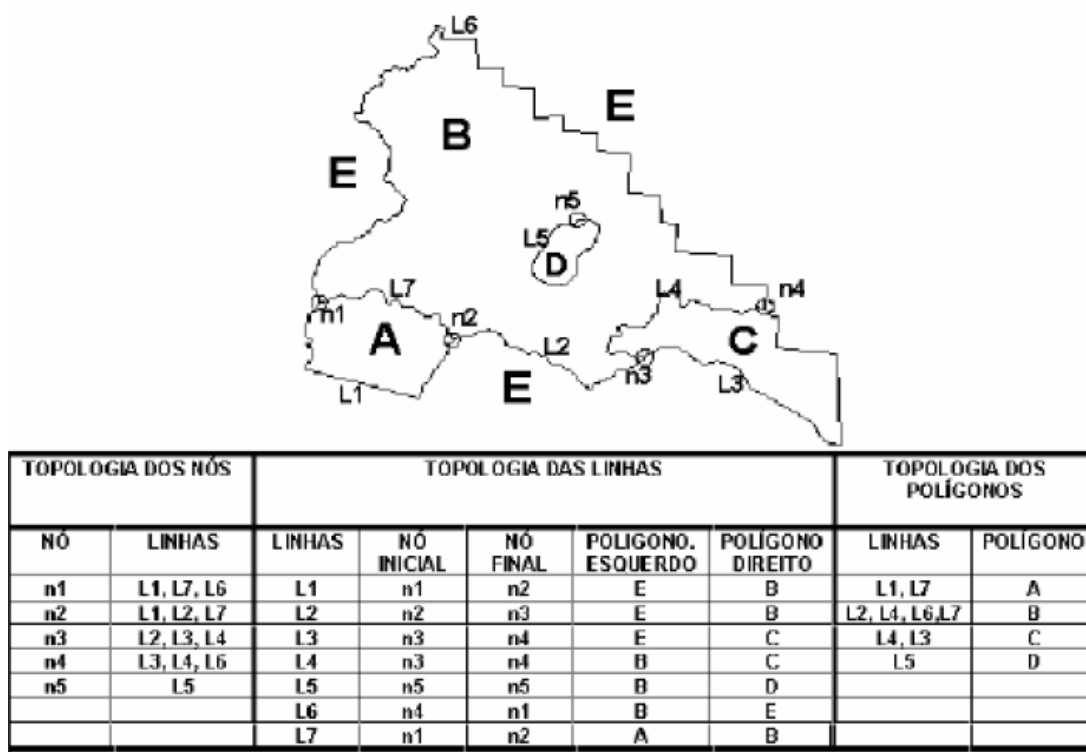 L6
E
B
E
n5
L5
D
L7
L4
n4
n1
n2
A
L2
C
E
n3
L3
L1
TOPOLOGIA DOS NÓS TOPOLOGIA DAS LINHAS TOPOLOGIA DOS POLÍGONOS
NÓ LINHAS LINHAS NÓ INICIAL NÓ FINAL POLIGONO. ESQUERDO POLÍGONO DIREITO LINHAS POLÍGONO
n1 L1, L7, L6 L1 n1 n2 E B L1, L7 A
n2 L1, L2, L7 L2 n2 n3 E B L2, L4, L6,L7 B
n3 L2, L3, L4 L3 n3 n4 E C L4, L3 C
n4 L3, L4, L6 L4 n3 n4 B C L5 D
n5 L5 L5 n5 n5 B D
L6 n4 n1 B E
L7 n1 n2 A B